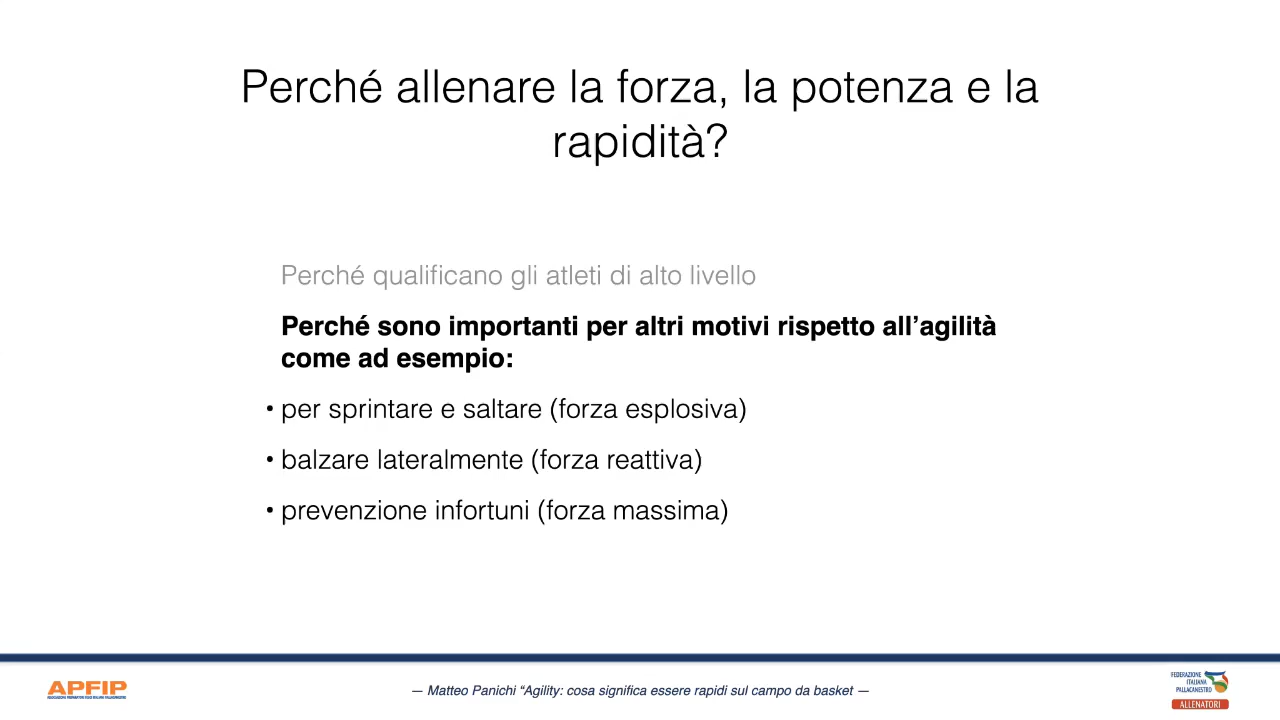 Perché allenare la forza, la potenza e la
rapidità?
Perché qualificano gli atleti di alto livello
Perché sono importanti per altri motivi rispetto all’agilità
come ad esempio:
• per sprintare e saltare (forza esplosiva)
• balzare lateralmente (forza reattiva)
• prevenzione infortuni (forza massima)
APFIP
— Matteo Panichi “Agility: cosa significa essere rapidi sul campo da basket —
FEDERAZIONE
ITALIANA
PALLACANESTRO
ALLENATORI